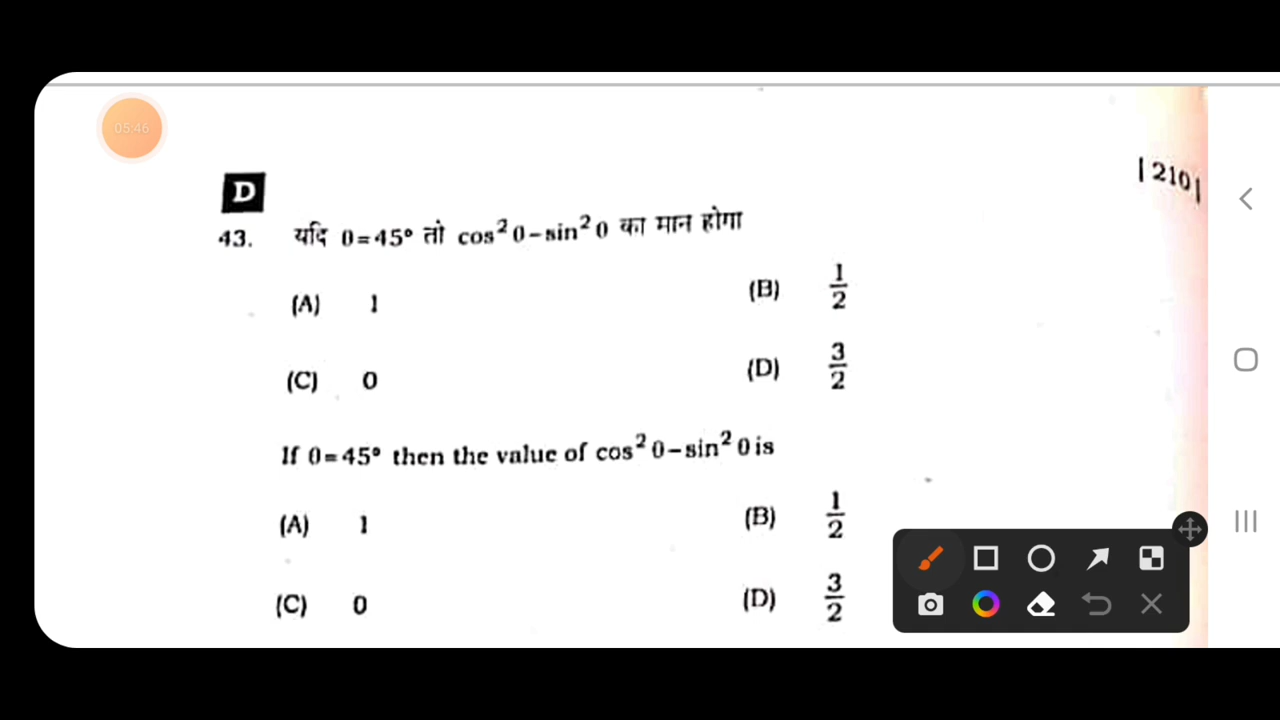 05:46
D
|210|
43. यदि θ=45° तो cos²θ−sin²θ का मान होगा
(A) 1 (B) 1/2
(C) 0 (D) 3/2
If θ=45° then the value of cos²θ−sin²θ is
(A) 1 (B) 1/2
(C) 0 (D) 3/2